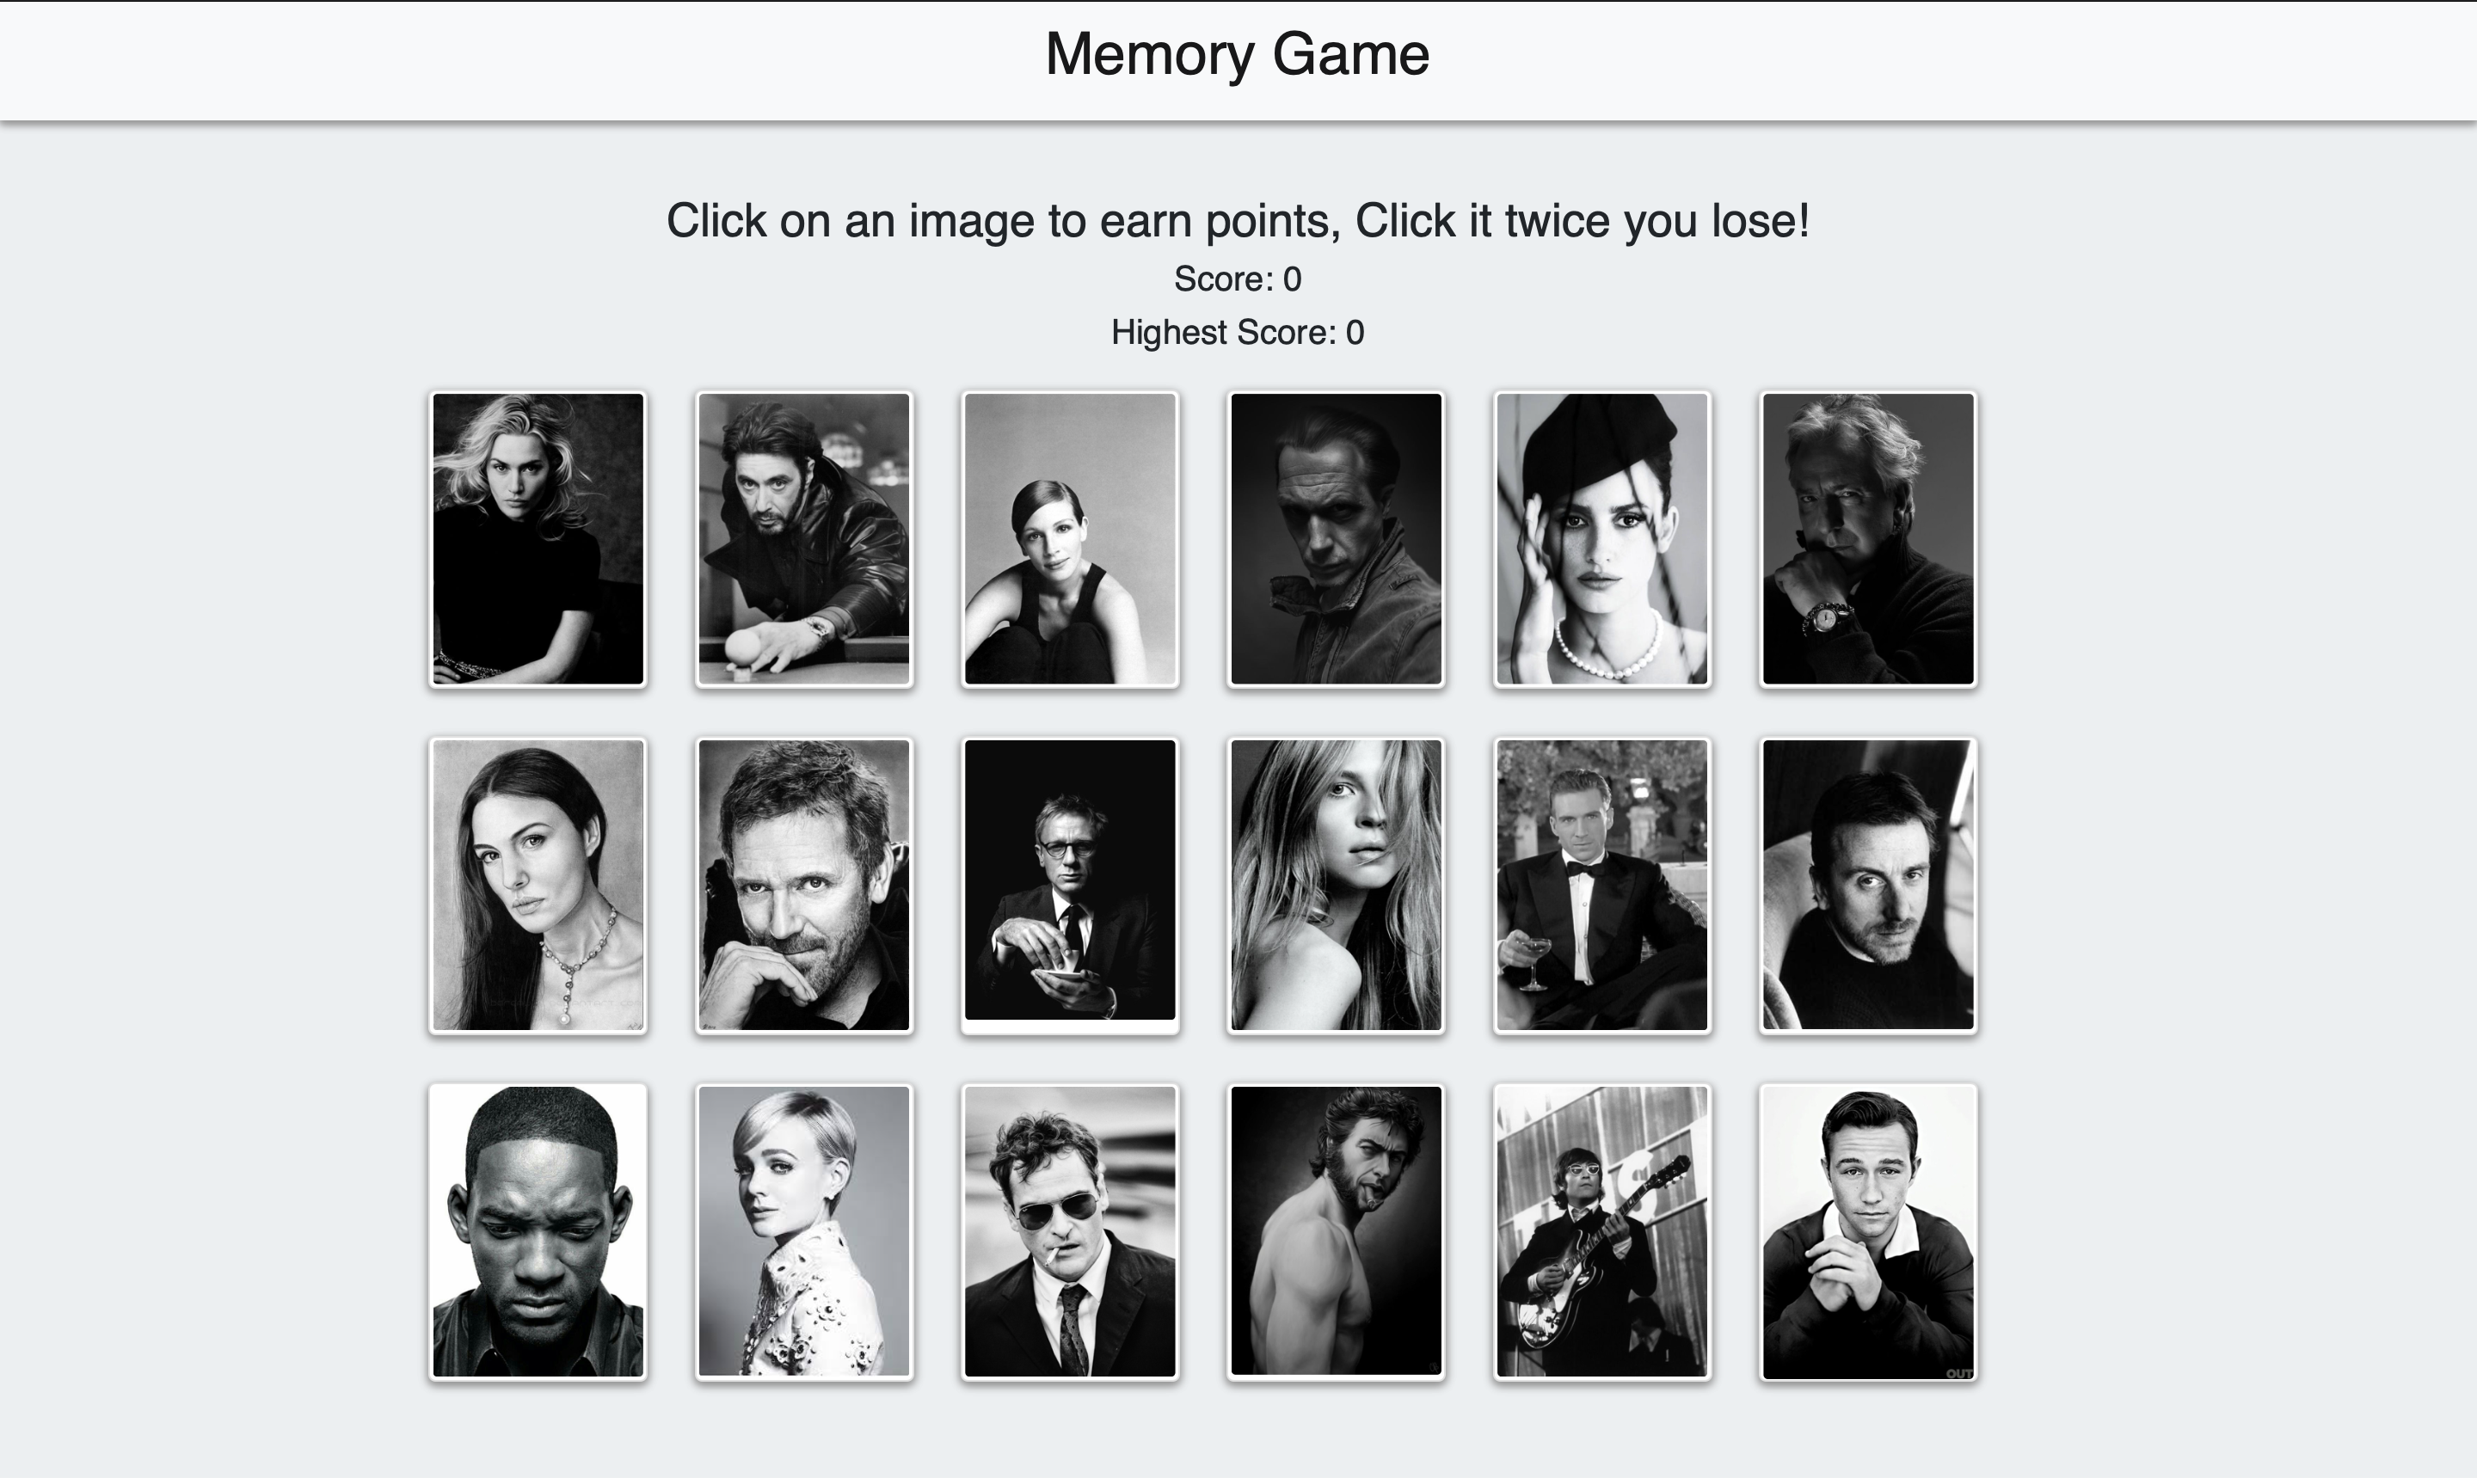 Memory Game
Click on an image to earn points, Click it twice you lose!
Score: 0
Highest Score: 0
OUT